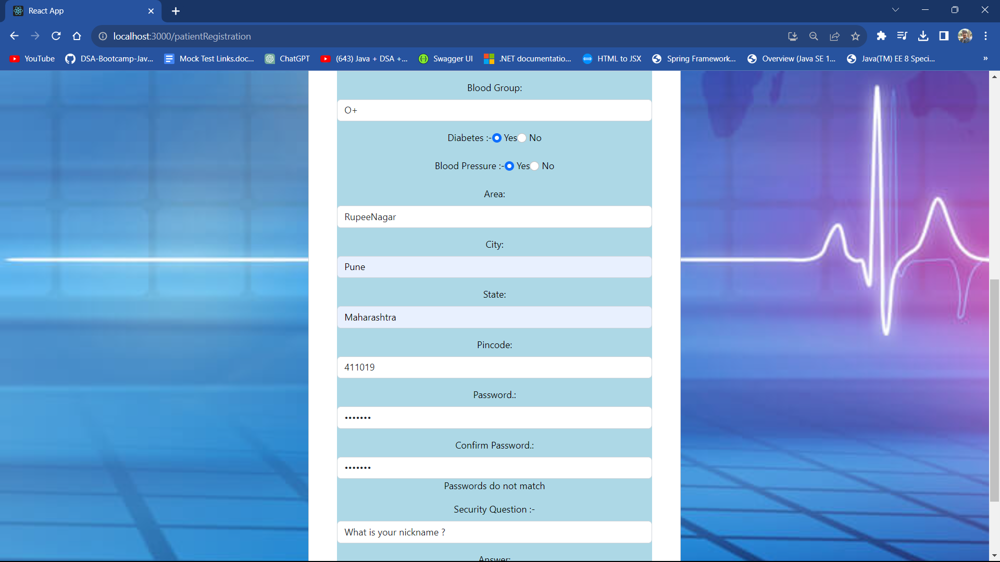 React App
localhost:3000/patientRegistration
YouTube
DSA-Bootcamp-Jav...
Mock Test Links.doc...
ChatGPT
(643) Java + DSA +...
Swagger UI
.NET documentatio...
HTML to JSX
Spring Framework...
Overview (Java SE 1...
Java(TM) EE 8 Speci...
»
Blood Group:
O+
Diabetes :- Yes No
Blood Pressure :- Yes No
Area:
RupeeNagar
City:
Pune
State:
Maharashtra
Pincode:
411019
Password.:
•••••••
Confirm Password.:
•••••••
Passwords do not match
Security Question :-
What is your nickname ?
Answer: